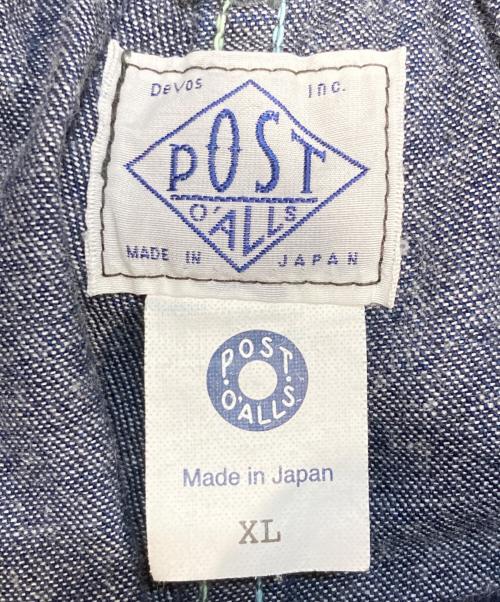 DeVos Inc.
POST
O'ALLS
MADE IN JAPAN
POST
O'ALLS
Made in Japan
XL